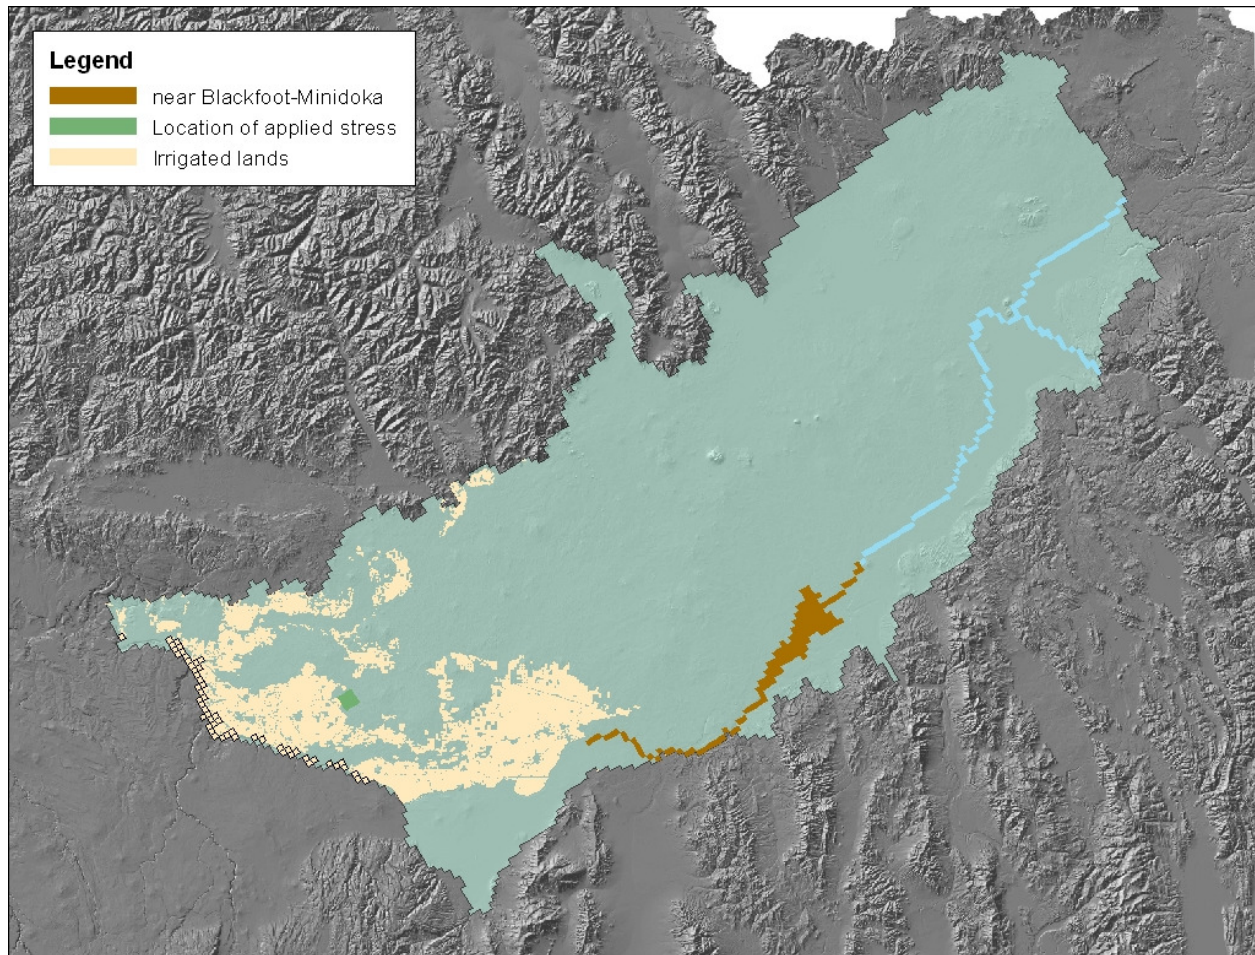 Legend
near Blackfoot-Minidoka
Location of applied stress
Irrigated lands